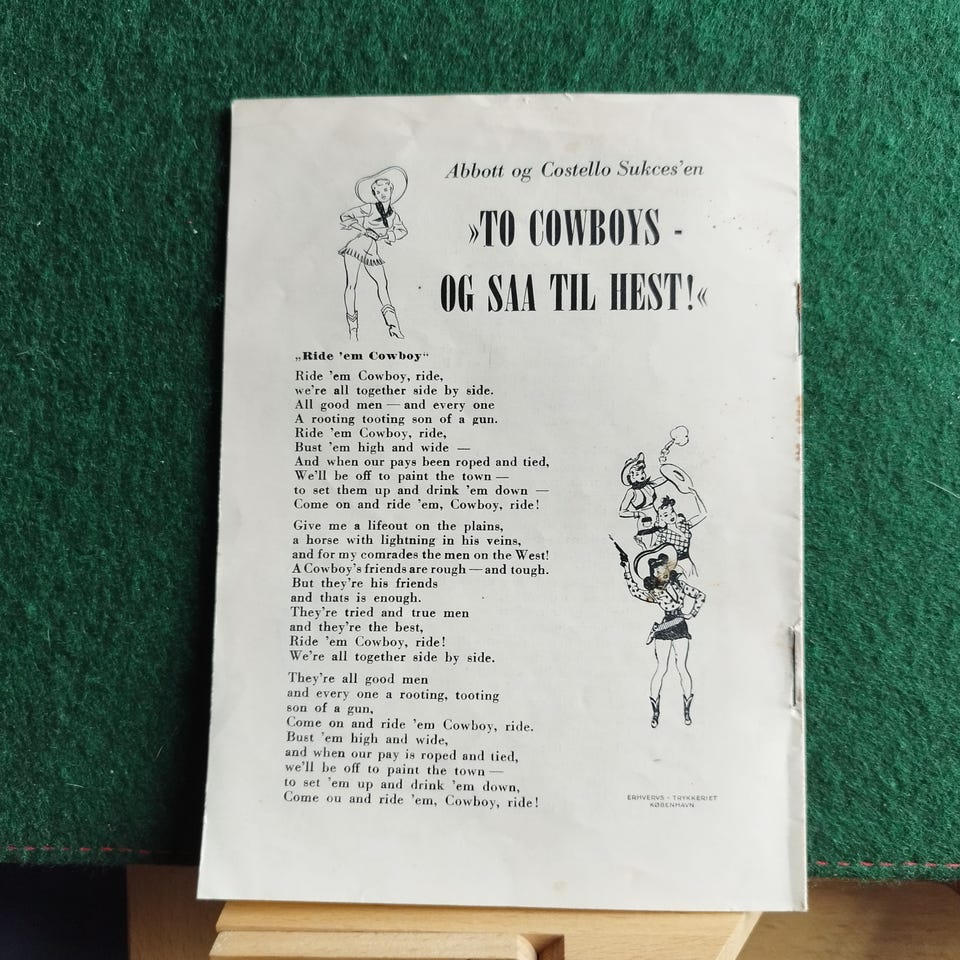 Abbott og Costello Sukces'en
»TO COWBOYS -
OG SAA TIL HEST!«
„Ride 'em Cowboy“
Ride 'em Cowboy, ride,
we're all together side by side.
All good men — and every one
A rooting tooting son of a gun.
Ride 'em Cowboy, ride,
Bust 'em high and wide —
And when our pays been roped and tied,
We'll be off to paint the town —
to set them up and drink 'em down —
Come on and ride 'em, Cowboy, ride!
Give me a lifeout on the plains,
a horse with lightning in his veins,
and for my comrades the men on the West!
A Cowboy's friends are rough — and tough.
But they're his friends
and thats is enough.
They're tried and true men
and they're the best,
Ride 'em Cowboy, ride!
We're all together side by side.
They're all good men
and every one a rooting, tooting
son of a gun,
Come on and ride 'em Cowboy, ride.
Bust 'em high and wide,
and when our pay is roped and tied,
we'll be off to paint the town —
to set 'em up and drink 'em down,
Come ou and ride 'em, Cowboy, ride!
ERHVERVS - TRYKKERIET
KØBENHAVN